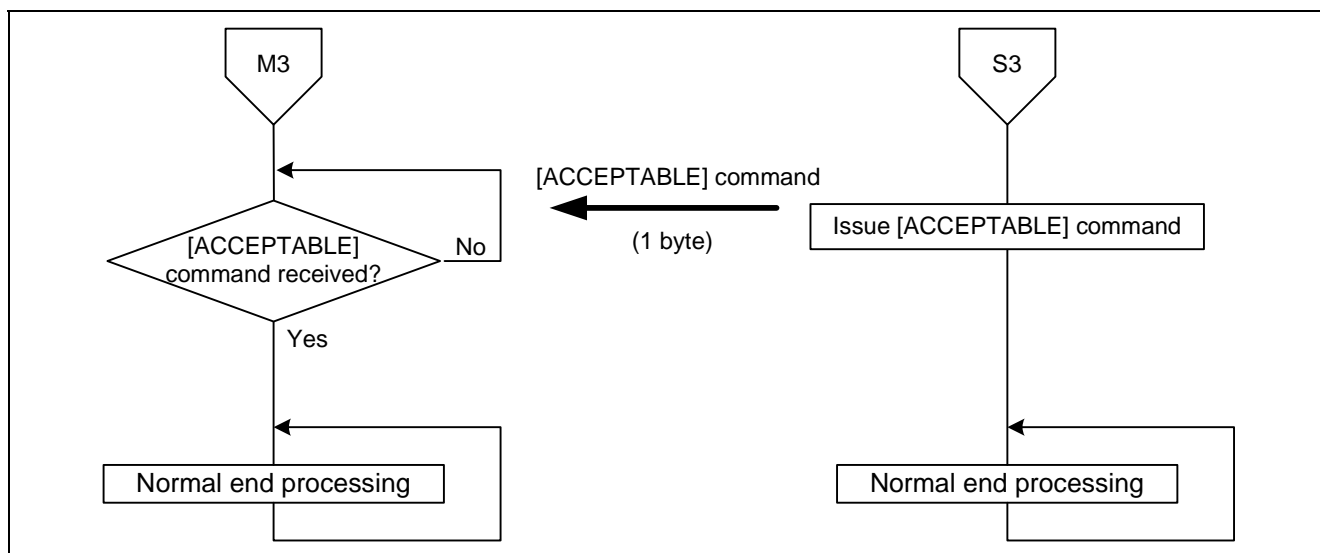 M3
S3
[ACCEPTABLE] command
(1 byte)
Issue [ACCEPTABLE] command
[ACCEPTABLE]
command received?
No
Yes
Normal end processing
Normal end processing